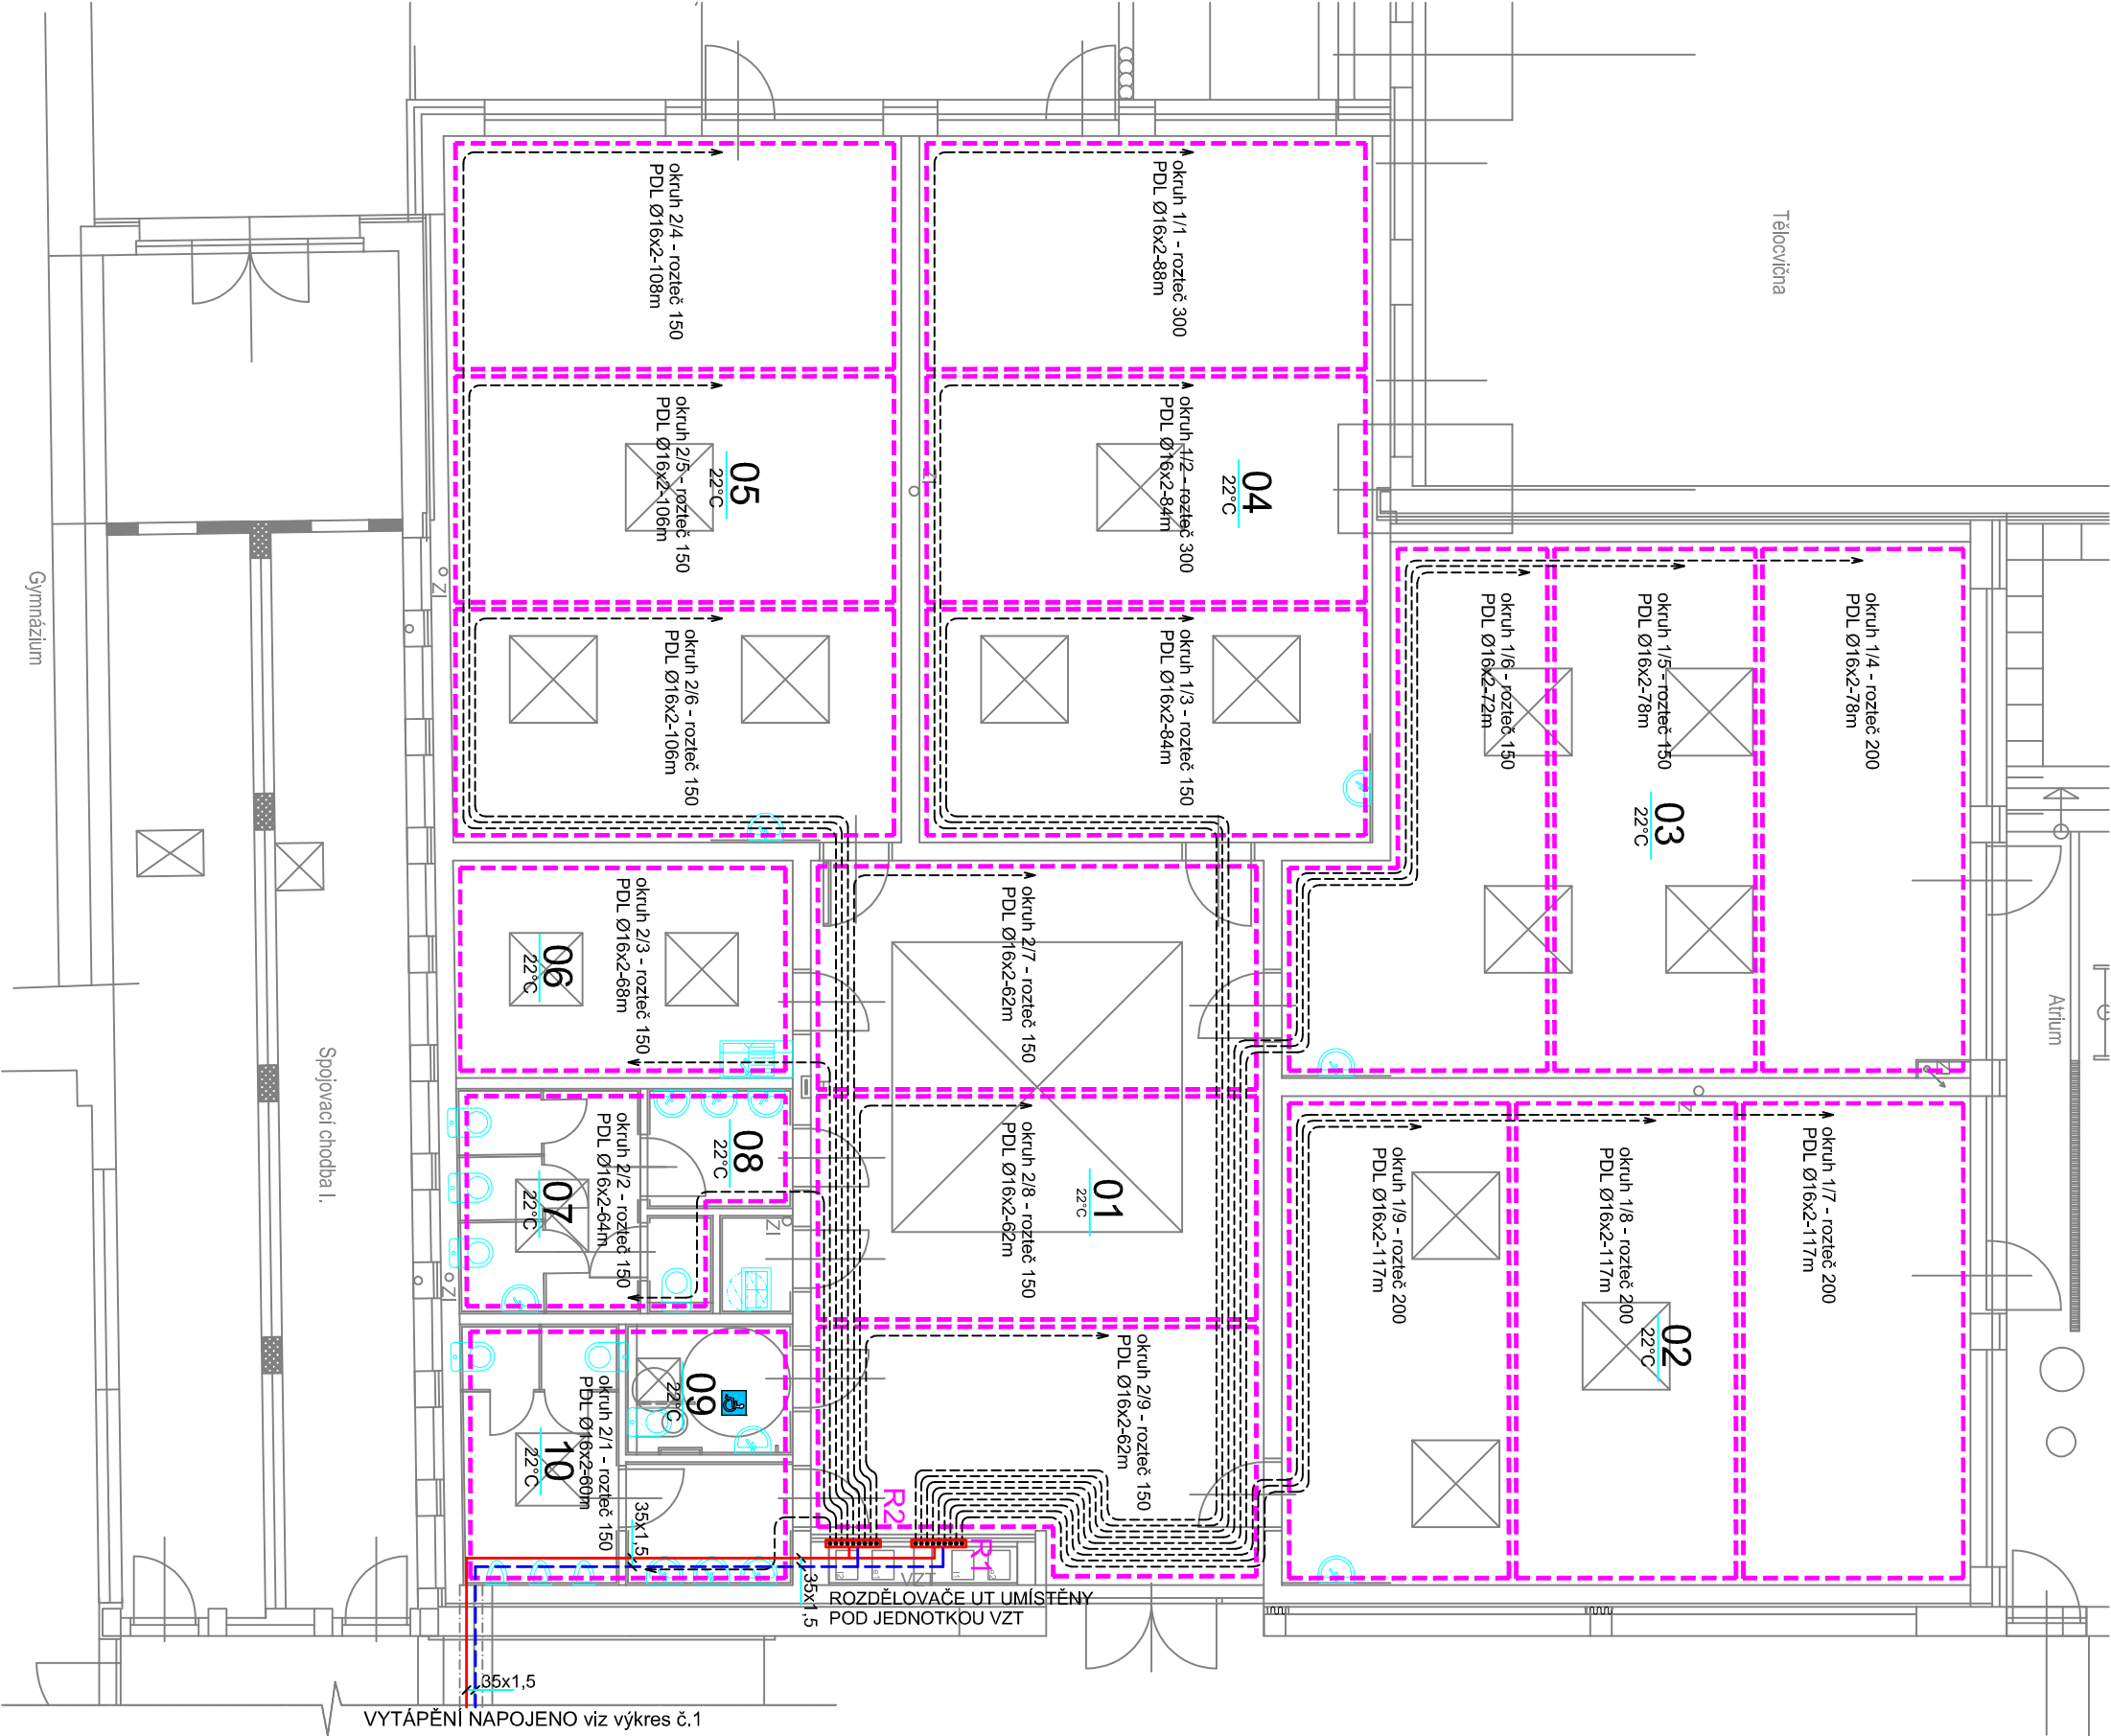 Tělocvična
okruh 2/4 - rozteč 150
PDL Ø16x2-108m
okruh 1/1 - rozteč 300
PDL Ø16x2-88m
okruh 2/5 - rozteč 150
PDL Ø16x2-106m
05
22°C
okruh 1/2 - rozteč 300
PDL Ø16x2-84m
04
22°C
okruh 2/6 - rozteč 150
PDL Ø16x2-106m
okruh 1/3 - rozteč 150
PDL Ø16x2-84m
okruh 1/6 - rozteč 150
PDL Ø16x2-72m
okruh 1/5 - rozteč 150
PDL Ø16x2-78m
okruh 1/4 - rozteč 200
PDL Ø16x2-78m
03
22°C
Gymnázium
Spojovací chodba I.
Atrium
ZI
ZI
okruh 2/3 - rozteč 150
PDL Ø16x2-68m
06
22°C
okruh 2/7 - rozteč 150
PDL Ø16x2-62m
okruh 2/2 - rozteč 150
PDL Ø16x2-64m
07
22°C
08
22°C
ZI
okruh 2/8 - rozteč 150
PDL Ø16x2-62m
01
22°C
okruh 1/9 - rozteč 200
PDL Ø16x2-117m
okruh 1/8 - rozteč 200
PDL Ø16x2-117m
okruh 1/7 - rozteč 200
PDL Ø16x2-117m
02
22°C
okruh 2/1 - rozteč 150
PDL Ø16x2-60m
10
22°C
09
22°C
okruh 2/9 - rozteč 150
PDL Ø16x2-62m
R2
R1
35x1,5
35x1,5
VZT
ROZDĚLOVAČE UT UMÍSTĚNY
POD JEDNOTKOU VZT
35x1,5
VYTÁPĚNÍ NAPOJENO viz výkres č.1